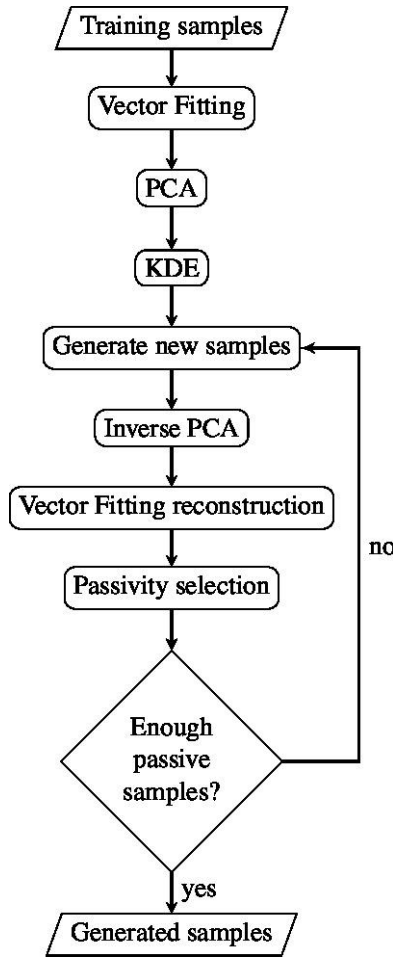 Training samples
Vector Fitting
PCA
KDE
Generate new samples
Inverse PCA
Vector Fitting reconstruction
no
Passivity selection
Enough
passive
samples?
yes
Generated samples